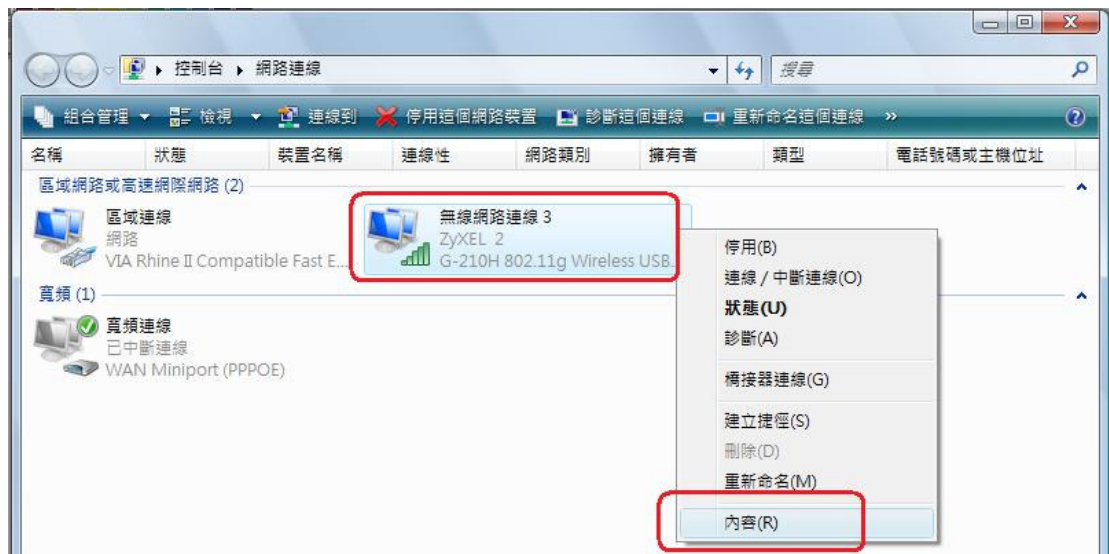 控制台 網路連線 搜尋
組合管理 檢視 連線到 停用這個網路裝置 診斷這個連線 重新命名這個連線 »
名稱 狀態 裝置名稱 連線性 網路類別 擁有者 類型 電話號碼或主機位址
區域網路或高速網際網路 (2)
區域連線
網路
VIA Rhine II Compatible Fast E...
無線網路連線 3
ZyXEL 2
G-210H 802.11g Wireless USB...
寬頻 (1)
寬頻連線
已中斷連線
WAN Miniport (PPPOE)
停用(B)
連線 / 中斷連線(O)
狀態(U)
診斷(A)
橋接器連線(G)
建立捷徑(S)
刪除(D)
重新命名(M)
內容(R)